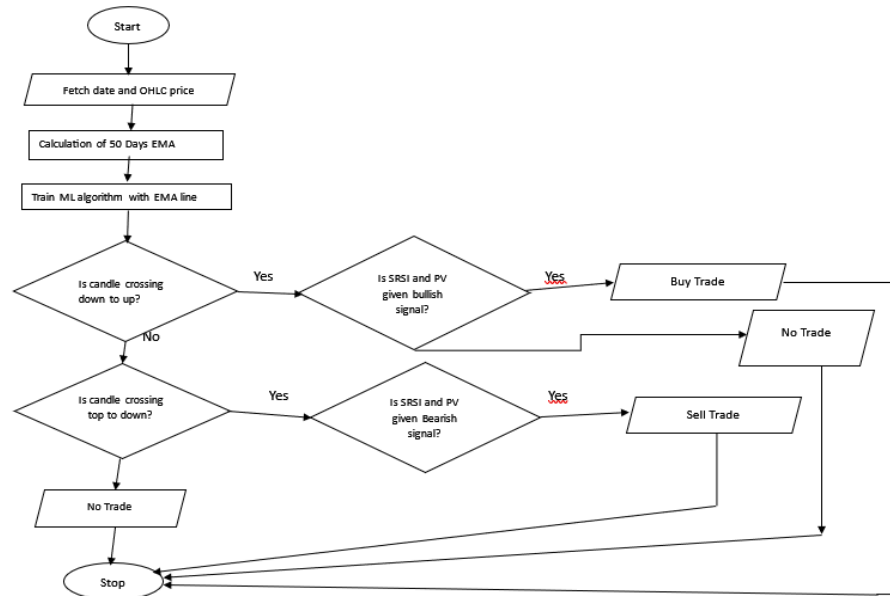 Start
Fetch date and OHLC price
Calculation of 50 Days EMA
Train ML algorithm with EMA line
Is candle crossing
down to up?
Yes
Is SRSI and PV
given bullish
signal?
Yes
Buy Trade
No Trade
No
Is candle crossing
top to down?
Yes
Is SRSI and PV
given Bearish
signal?
Yes
Sell Trade
No Trade
Stop